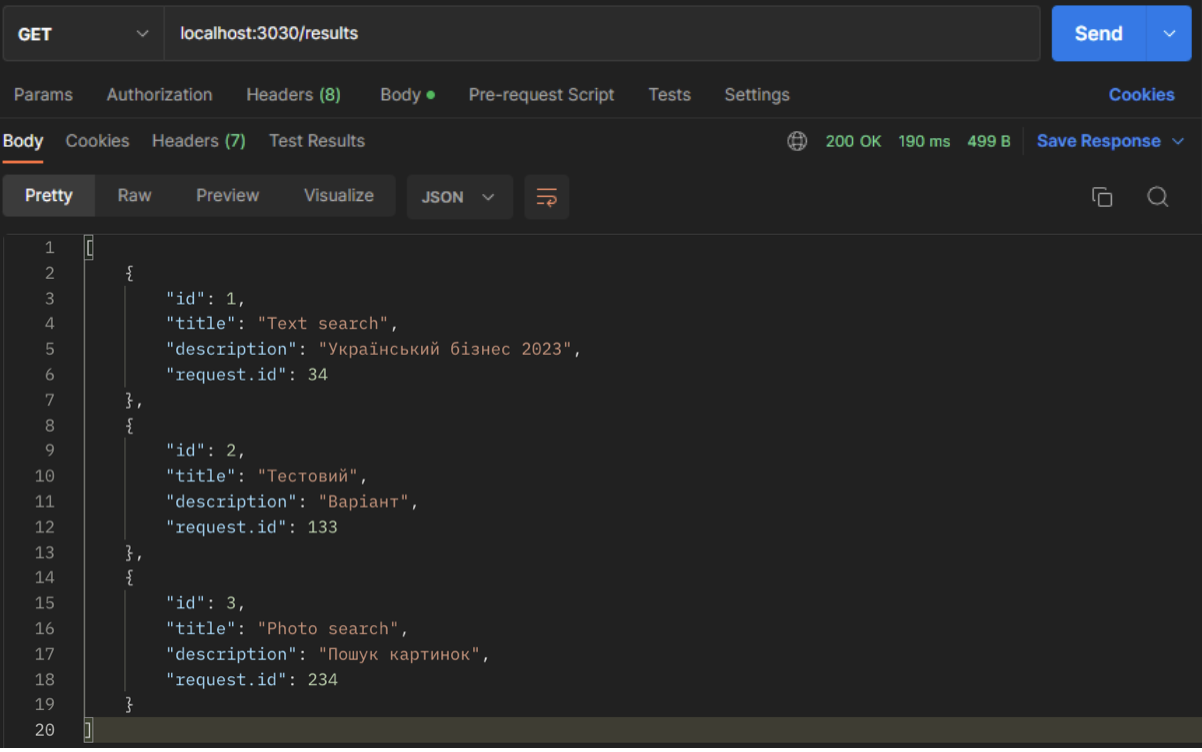 GET localhost:3030/results Send
Params Authorization Headers (8) Body Pre-request Script Tests Settings Cookies
Body Cookies Headers (7) Test Results 200 OK 190 ms 499 B Save Response
Pretty Raw Preview Visualize JSON
1 [
2 {
3 "id": 1,
4 "title": "Text search",
5 "description": "Український бізнес 2023",
6 "request.id": 34
7 },
8 {
9 "id": 2,
10 "title": "Тестовий",
11 "description": "Варіант",
12 "request.id": 133
13 },
14 {
15 "id": 3,
16 "title": "Photo search",
17 "description": "Пошук картинок",
18 "request.id": 234
19 }
20 ]